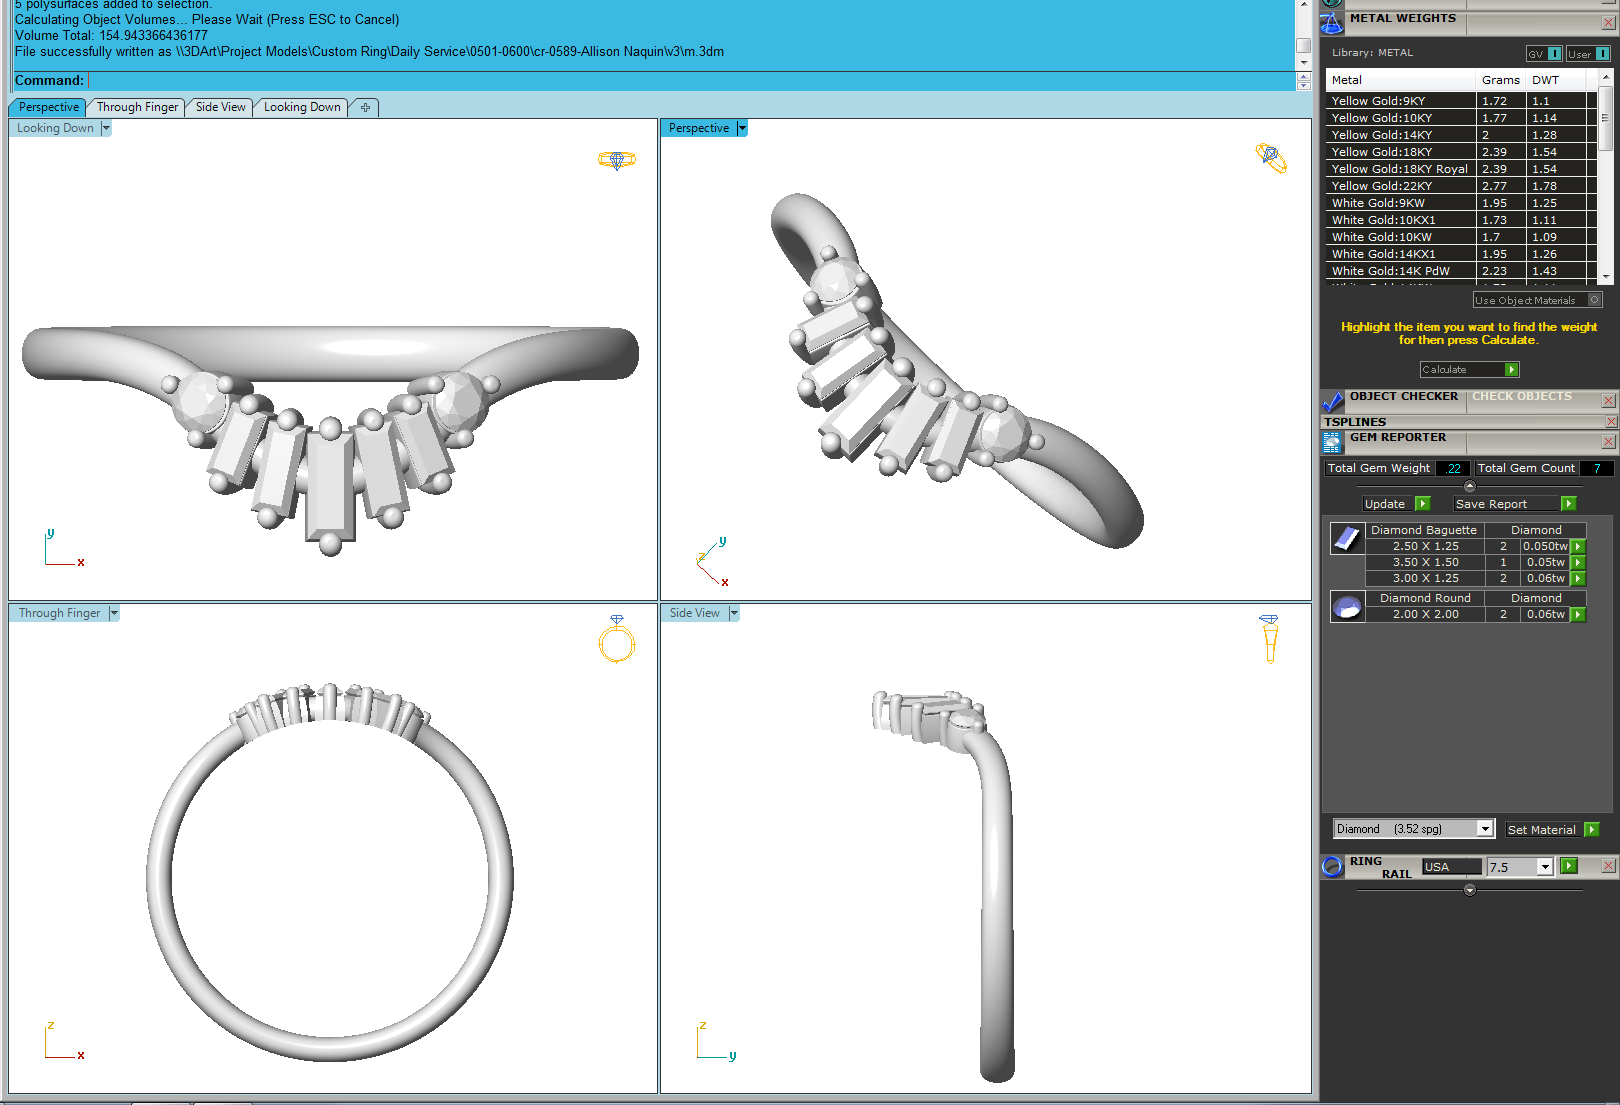 5 polysurfaces added to selection.
Calculating Object Volumes... Please Wait (Press ESC to Cancel)
Volume Total: 154.943366436177
File successfully written as \\3DArt\Project Models\Custom Ring\Daily Service\0501-0600\cr-0589-Allison Naquin\v3\m.3dm
Command:
Perspective Through Finger Side View Looking Down
Looking Down
Perspective
y
x
y
z
x
Through Finger
Side View
z
x
z
y
METAL WEIGHTS
Library: METAL GV I User I
Metal Grams DWT
Yellow Gold:9KY 1.72 1.1
Yellow Gold:10KY 1.77 1.14
Yellow Gold:14KY 2 1.28
Yellow Gold:18KY 2.39 1.54
Yellow Gold:18KY Royal 2.39 1.54
Yellow Gold:22KY 2.77 1.78
White Gold:9KW 1.95 1.25
White Gold:10KX1 1.73 1.11
White Gold:10KW 1.7 1.09
White Gold:14KX1 1.95 1.26
White Gold:14K PdW 2.23 1.43
Use Object Materials
Highlight the item you want to find the weight
for then press Calculate.
Calculate
OBJECT CHECKER CHECK OBJECTS
TSPLINES
GEM REPORTER
Total Gem Weight .22 Total Gem Count 7
Update Save Report
Diamond Baguette Diamond
2.50 X 1.25 2 0.050tw
3.50 X 1.50 1 0.05tw
3.00 X 1.25 2 0.06tw
Diamond Round Diamond
2.00 X 2.00 2 0.06tw
Diamond (3.52 spg) Set Material
RING RAIL USA 7.5